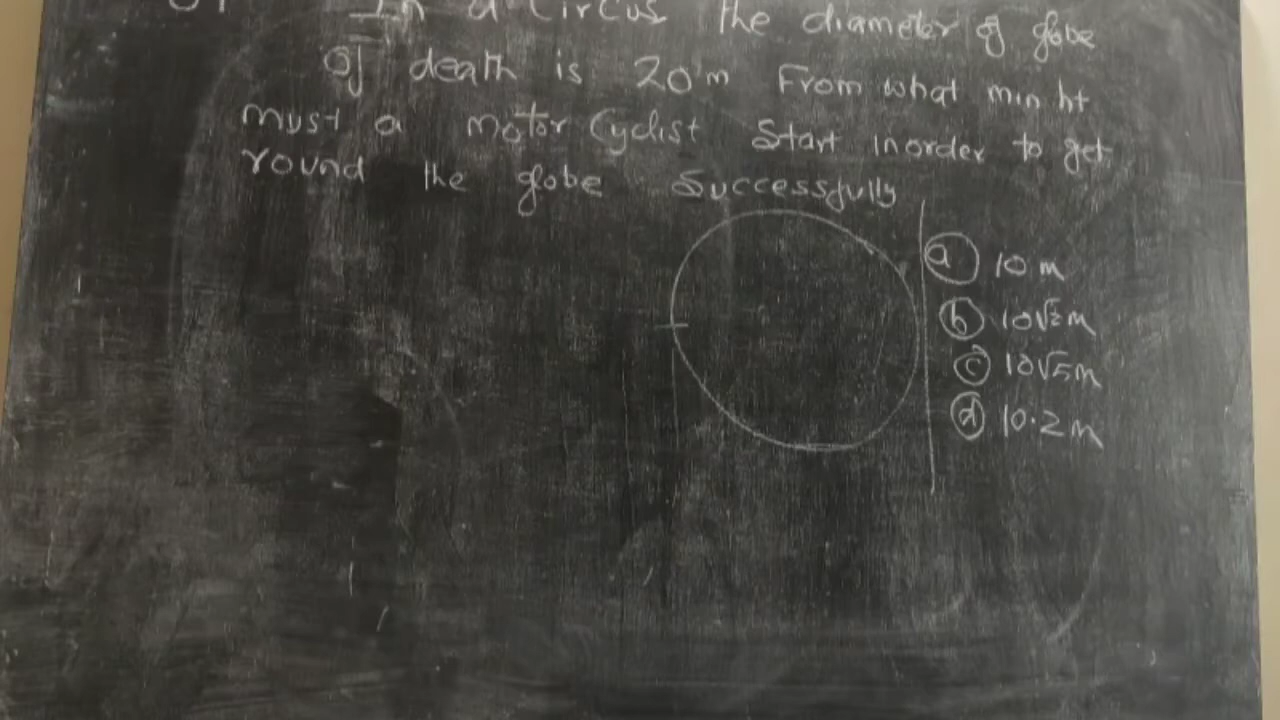 In a Circus the diameter of globe
of death is 20 m From what min ht
must a motor Cyclist Start inorder to get
round the globe Successfully
a 10 m
b 10√2 m
c 10√5 m
d 10.2 m